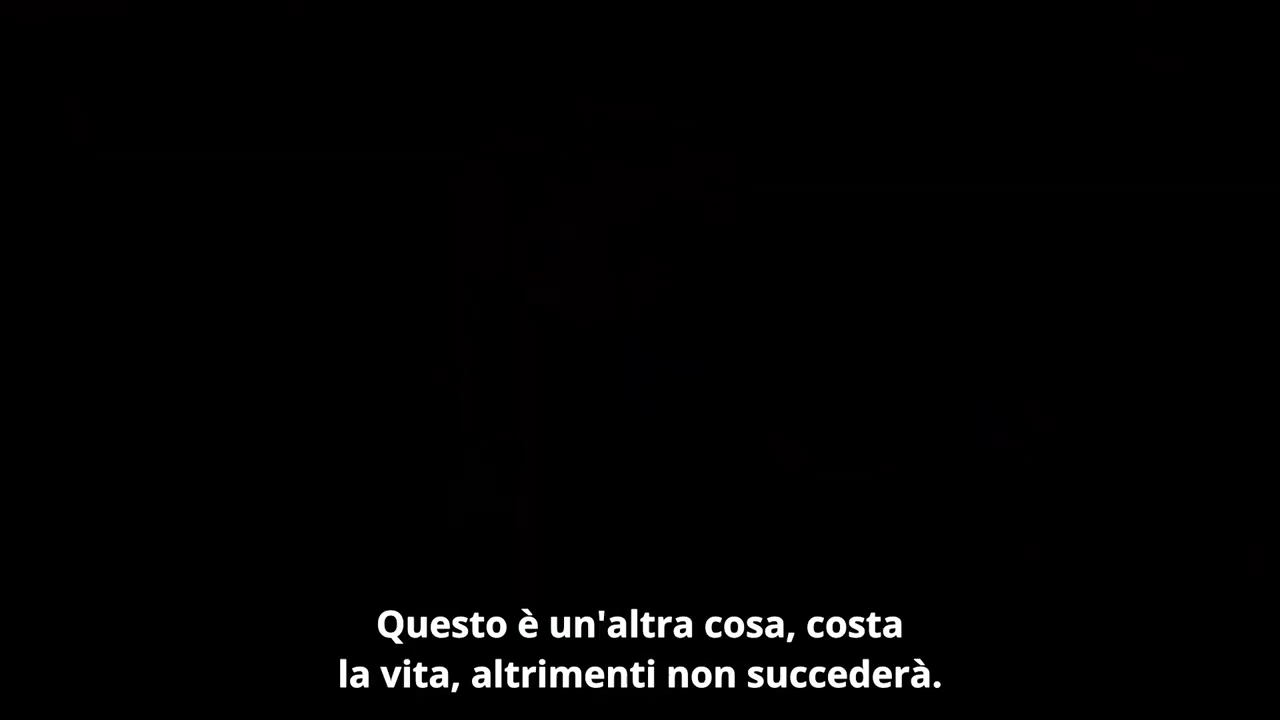 Questo è un'altra cosa, costa
la vita, altrimenti non succederà.